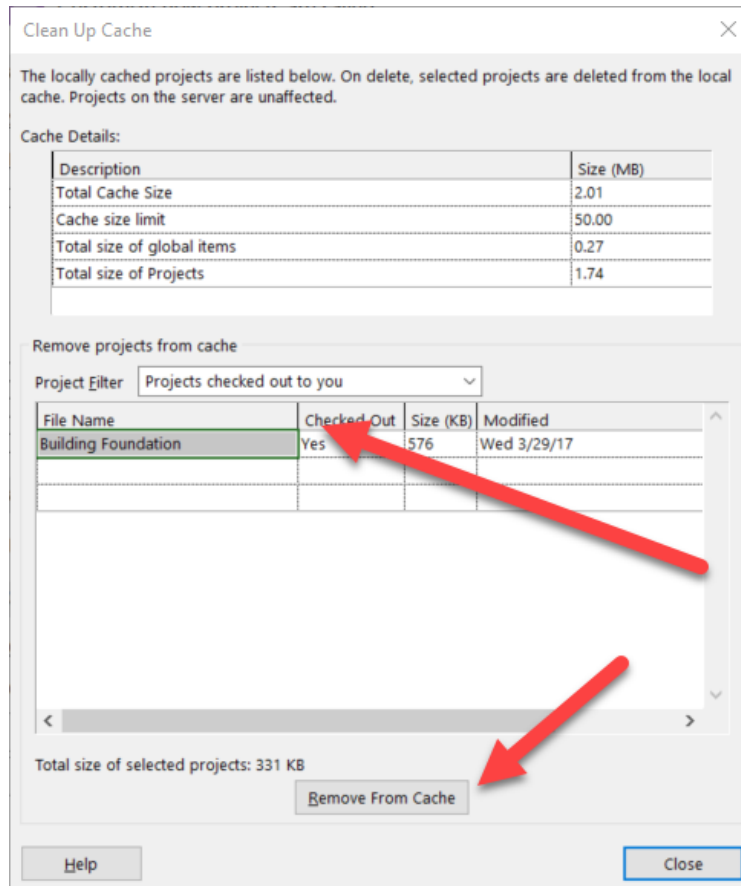 Clean Up Cache
The locally cached projects are listed below. On delete, selected projects are deleted from the local
cache. Projects on the server are unaffected.
Cache Details:
Description Size (MB)
Total Cache Size 2.01
Cache size limit 50.00
Total size of global items 0.27
Total size of Projects 1.74
Remove projects from cache
Project Filter Projects checked out to you
File Name Checked Out Size (KB) Modified
Building Foundation Yes 576 Wed 3/29/17
Total size of selected projects: 331 KB
Remove From Cache
Help Close